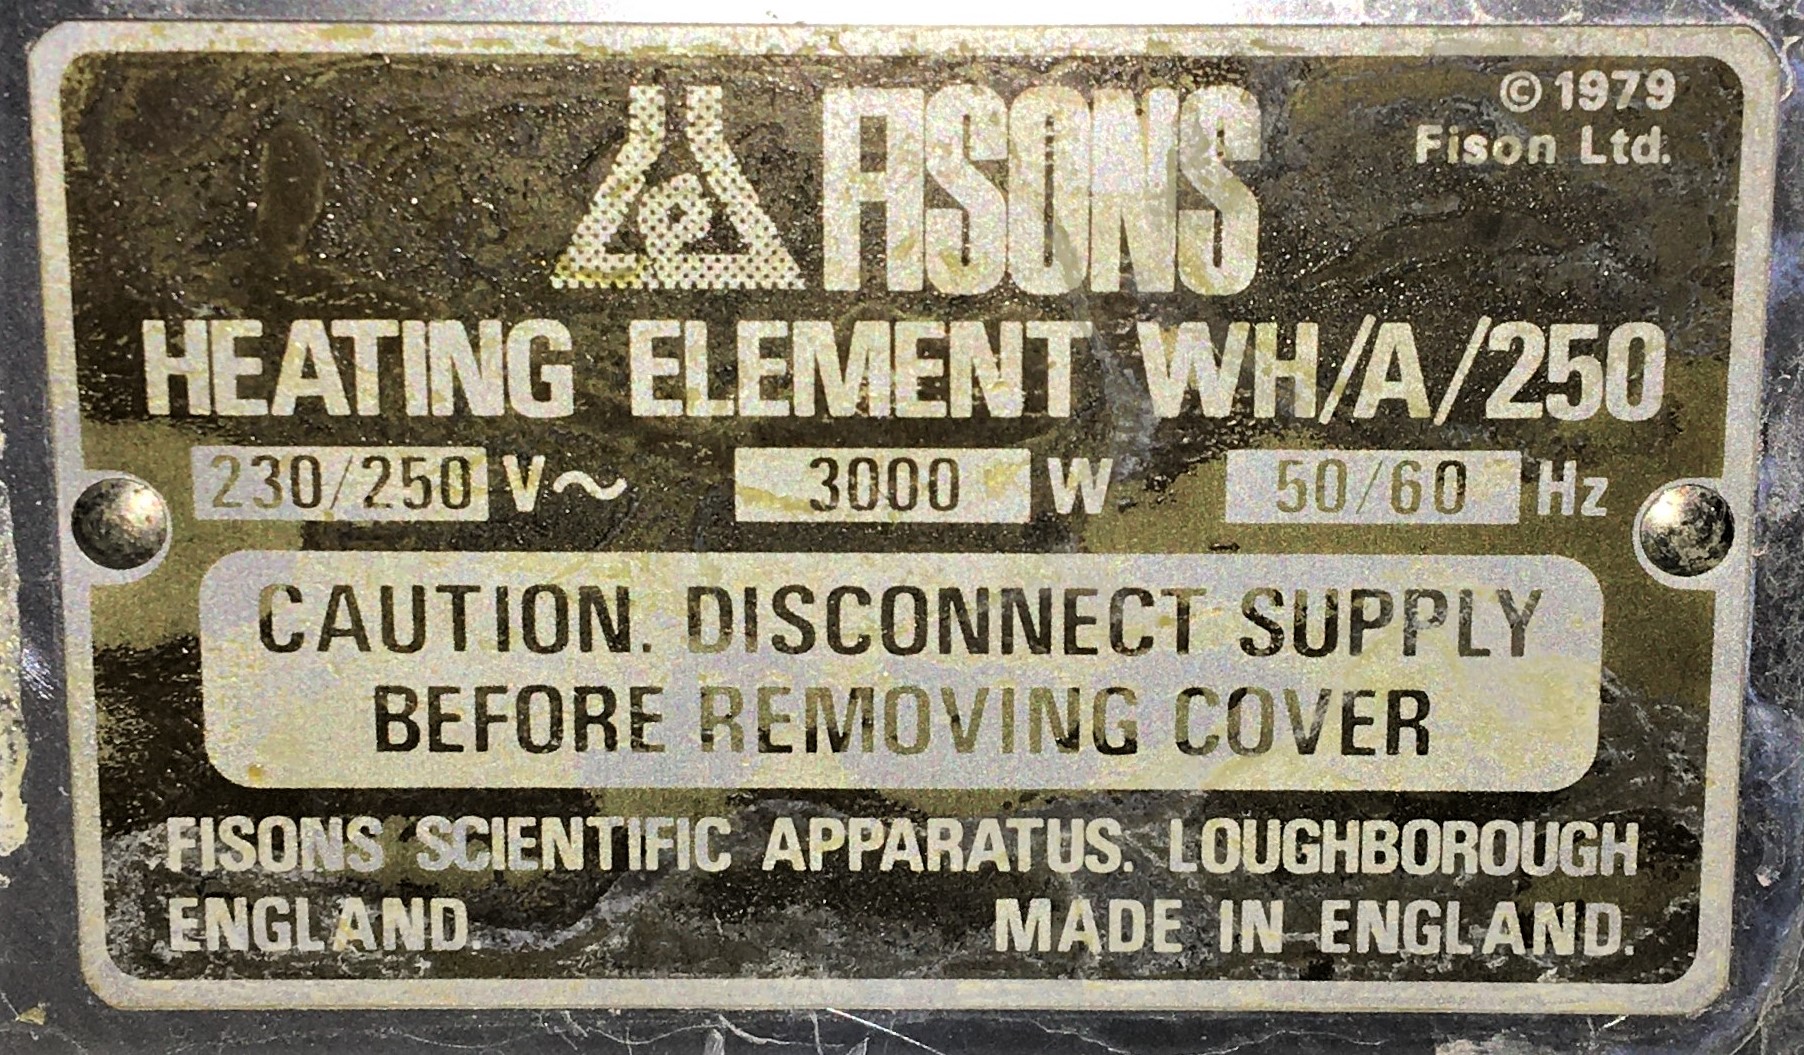 © 1979
Fison Ltd.
FISONS
HEATING ELEMENT WH/A/250
230/250 V~ 3000 W 50/60 Hz
CAUTION. DISCONNECT SUPPLY
BEFORE REMOVING COVER
FISONS SCIENTIFIC APPARATUS. LOUGHBOROUGH
ENGLAND. MADE IN ENGLAND.